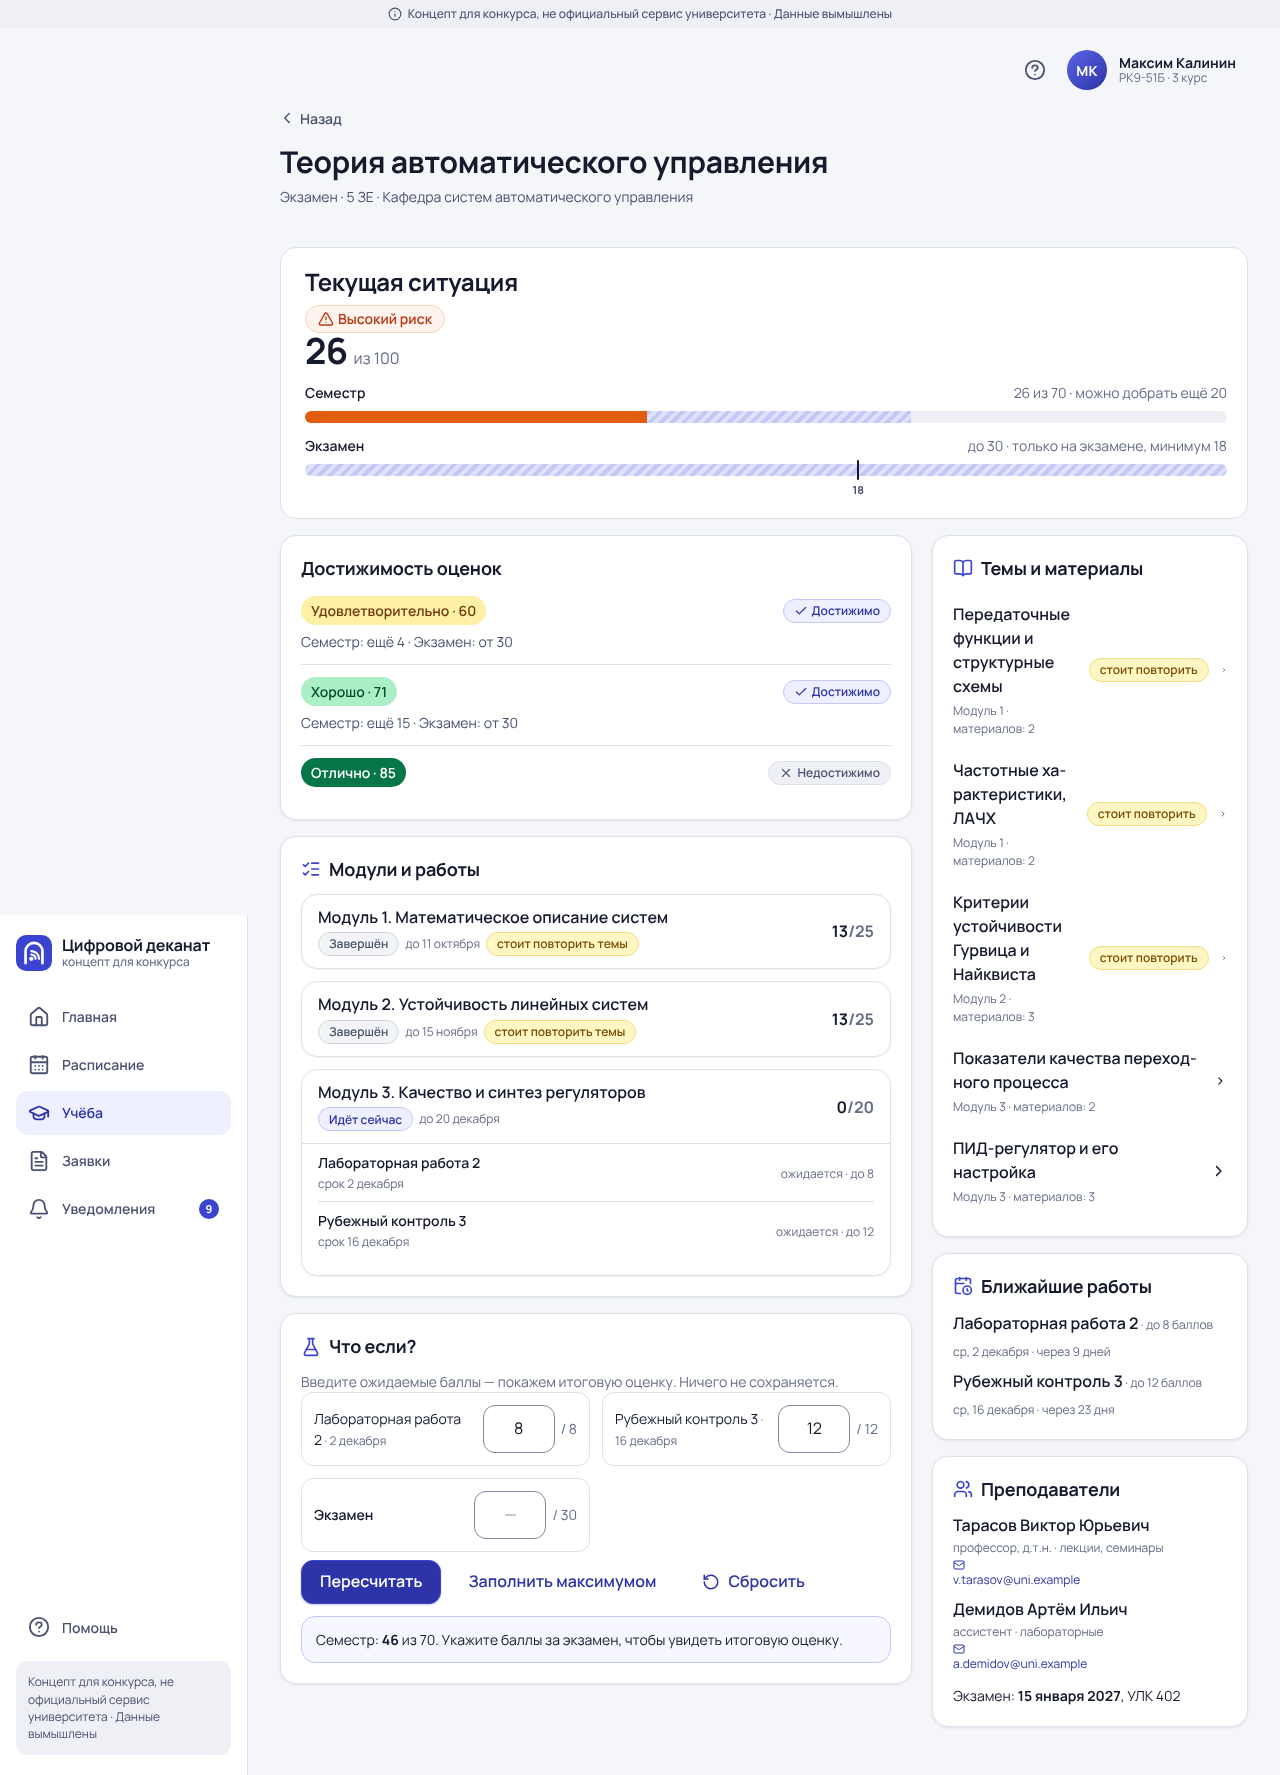 Концепт для конкурса, не официальный сервис университета · Данные вымышлены
МК
Максим Калинин
РК9-51Б · 3 курс
Назад
Теория автоматического управления
Экзамен · 5 ЗЕ · Кафедра систем автоматического управления
Текущая ситуация
Высокий риск
26 из 100
Семестр
26 из 70 · можно добрать ещё 20
Экзамен
до 30 · только на экзамене, минимум 18
18
Достижимость оценок
Удовлетворительно · 60
Достижимо
Семестр: ещё 4 · Экзамен: от 30
Хорошо · 71
Достижимо
Семестр: ещё 15 · Экзамен: от 30
Отлично · 85
Недостижимо
Модули и работы
Модуль 1. Математическое описание систем
Завершён до 11 октября стоит повторить темы
13/25
Модуль 2. Устойчивость линейных систем
Завершён до 15 ноября стоит повторить темы
13/25
Модуль 3. Качество и синтез регуляторов
Идёт сейчас до 20 декабря
0/20
Лабораторная работа 2
срок 2 декабря
ожидается · до 8
Рубежный контроль 3
срок 16 декабря
ожидается · до 12
Что если?
Введите ожидаемые баллы — покажем итоговую оценку. Ничего не сохраняется.
Лабораторная работа
2 · 2 декабря
8 / 8
Рубежный контроль 3 ·
16 декабря
12 / 12
Экзамен
— / 30
Пересчитать
Заполнить максимумом
Сбросить
Семестр: 46 из 70. Укажите баллы за экзамен, чтобы увидеть итоговую оценку.
Темы и материалы
Передаточные
функции и
структурные
схемы
Модуль 1 ·
материалов: 2
стоит повторить
Частотные ха-
рактеристики,
ЛАЧХ
Модуль 1 ·
материалов: 2
стоит повторить
Критерии
устойчивости
Гурвица и
Найквиста
Модуль 2 ·
материалов: 3
стоит повторить
Показатели качества переход-
ного процесса
Модуль 3 · материалов: 2
ПИД-регулятор и его
настройка
Модуль 3 · материалов: 3
Ближайшие работы
Лабораторная работа 2 · до 8 баллов
ср, 2 декабря · через 9 дней
Рубежный контроль 3 · до 12 баллов
ср, 16 декабря · через 23 дня
Преподаватели
Тарасов Виктор Юрьевич
профессор, д.т.н. · лекции, семинары
v.tarasov@uni.example
Демидов Артём Ильич
ассистент · лабораторные
a.demidov@uni.example
Экзамен: 15 января 2027, УЛК 402
Цифровой деканат
концепт для конкурса
Главная
Расписание
Учёба
Заявки
Уведомления
9
Помощь
Концепт для конкурса, не
официальный сервис
университета · Данные
вымышлены